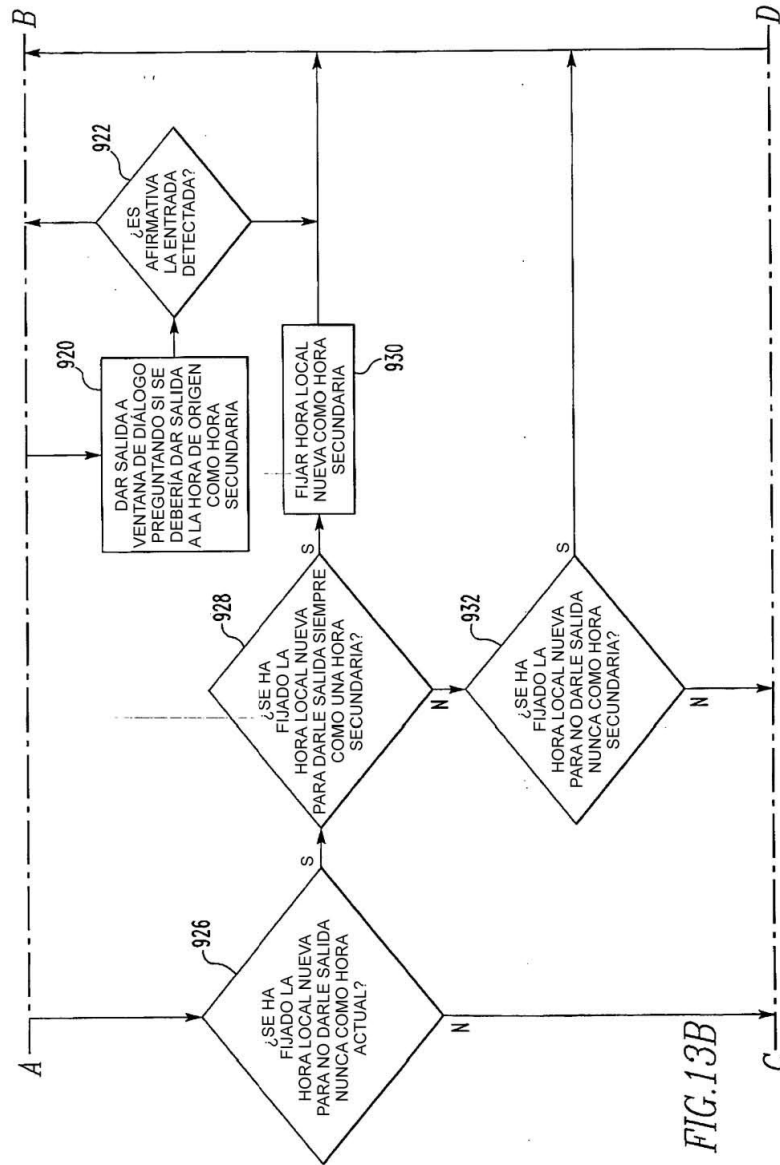 A
B
920
DAR SALIDA A
VENTANA DE DIÁLOGO
PREGUNTANDO SI SE
DEBERÍA DAR SALIDA
A LA HORA DE ORIGEN
COMO HORA
SECUNDARIA
922
¿ES
AFIRMATIVA
LA ENTRADA
DETECTADA?
926
¿SE HA
FIJADO LA
HORA LOCAL NUEVA
PARA NO DARLE SALIDA
NUNCA COMO HORA
ACTUAL?
S
N
928
¿SE HA
FIJADO LA
HORA LOCAL NUEVA
PARA DARLE SALIDA SIEMPRE
COMO UNA HORA
SECUNDARIA?
S
N
FIJAR HORA LOCAL
NUEVA COMO HORA
SECUNDARIA
930
932
¿SE HA
FIJADO LA
HORA LOCAL NUEVA
PARA NO DARLE SALIDA
NUNCA COMO HORA
SECUNDARIA?
S
N
C
D
FIG.13B